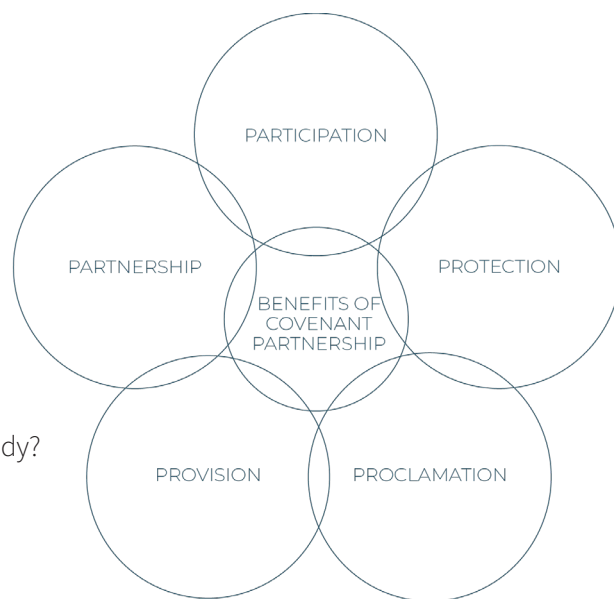 PARTICIPATION
PARTNERSHIP
PROTECTION
BENEFITS OF
COVENANT
PARTNERSHIP
dy?
PROVISION
PROCLAMATION